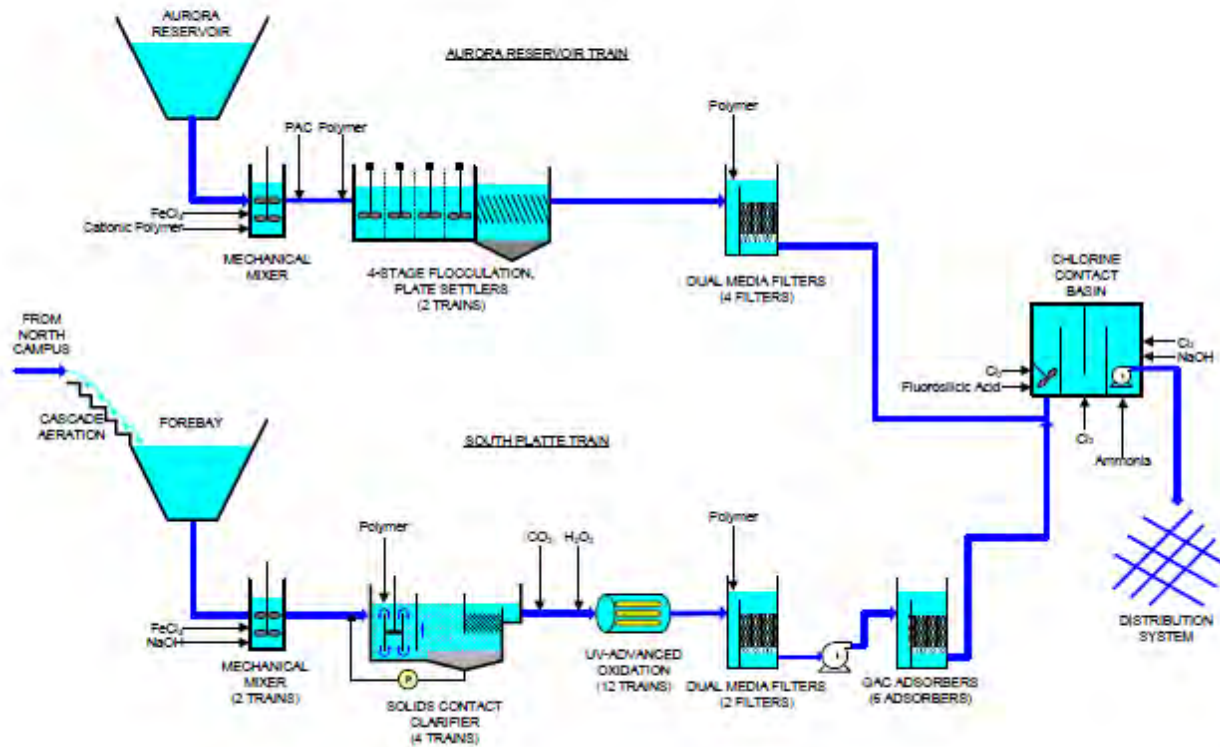 AURORA
RESERVOIR
AURORA RESERVOIR TRAIN
PAC Polymer
Polymer
FeCl₃
Cationic Polymer
MECHANICAL
MIXER
4-STAGE FLOCCULATION,
PLATE SETTLERS
(2 TRAINS)
DUAL MEDIA FILTERS
(4 FILTERS)
CHLORINE
CONTACT
BASIN
Cl₂
NaOH
Cl₂
Fluorosilicic Acid
Cl₂
Ammonia
FROM
NORTH
CAMPUS
CASCADE
AERATION
FOREBAY
SOUTH PLATTE TRAIN
Polymer
CO₂
H₂O₂
Polymer
FeCl₃
NaOH
MECHANICAL
MIXER
(2 TRAINS)
P
SOLIDS CONTACT
CLARIFIER
(4 TRAINS)
UV-ADVANCED
OXIDATION
(12 TRAINS)
DUAL MEDIA FILTERS
(2 FILTERS)
GAC ADSORBERS
(6 ADSORBERS)
DISTRIBUTION
SYSTEM